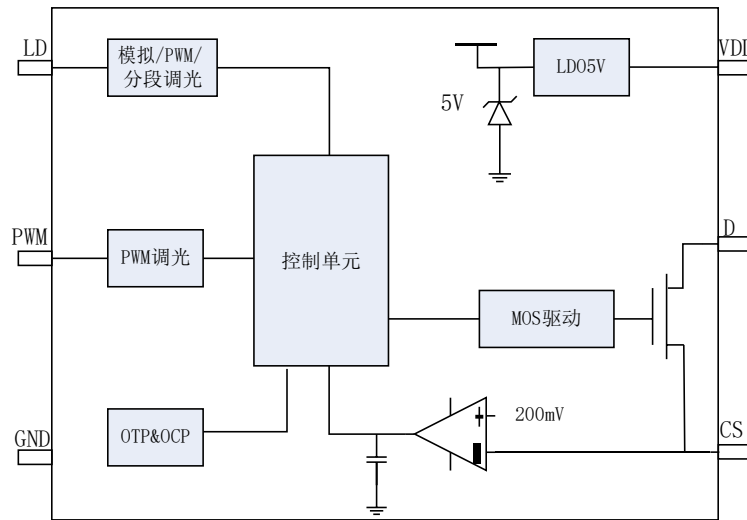 LD
模拟/PWM/
分段调光
LDO5V
VDD
5V
PWM
PWM调光
控制单元
D
MOS驱动
GND
OTP&OCP
200mV
CS